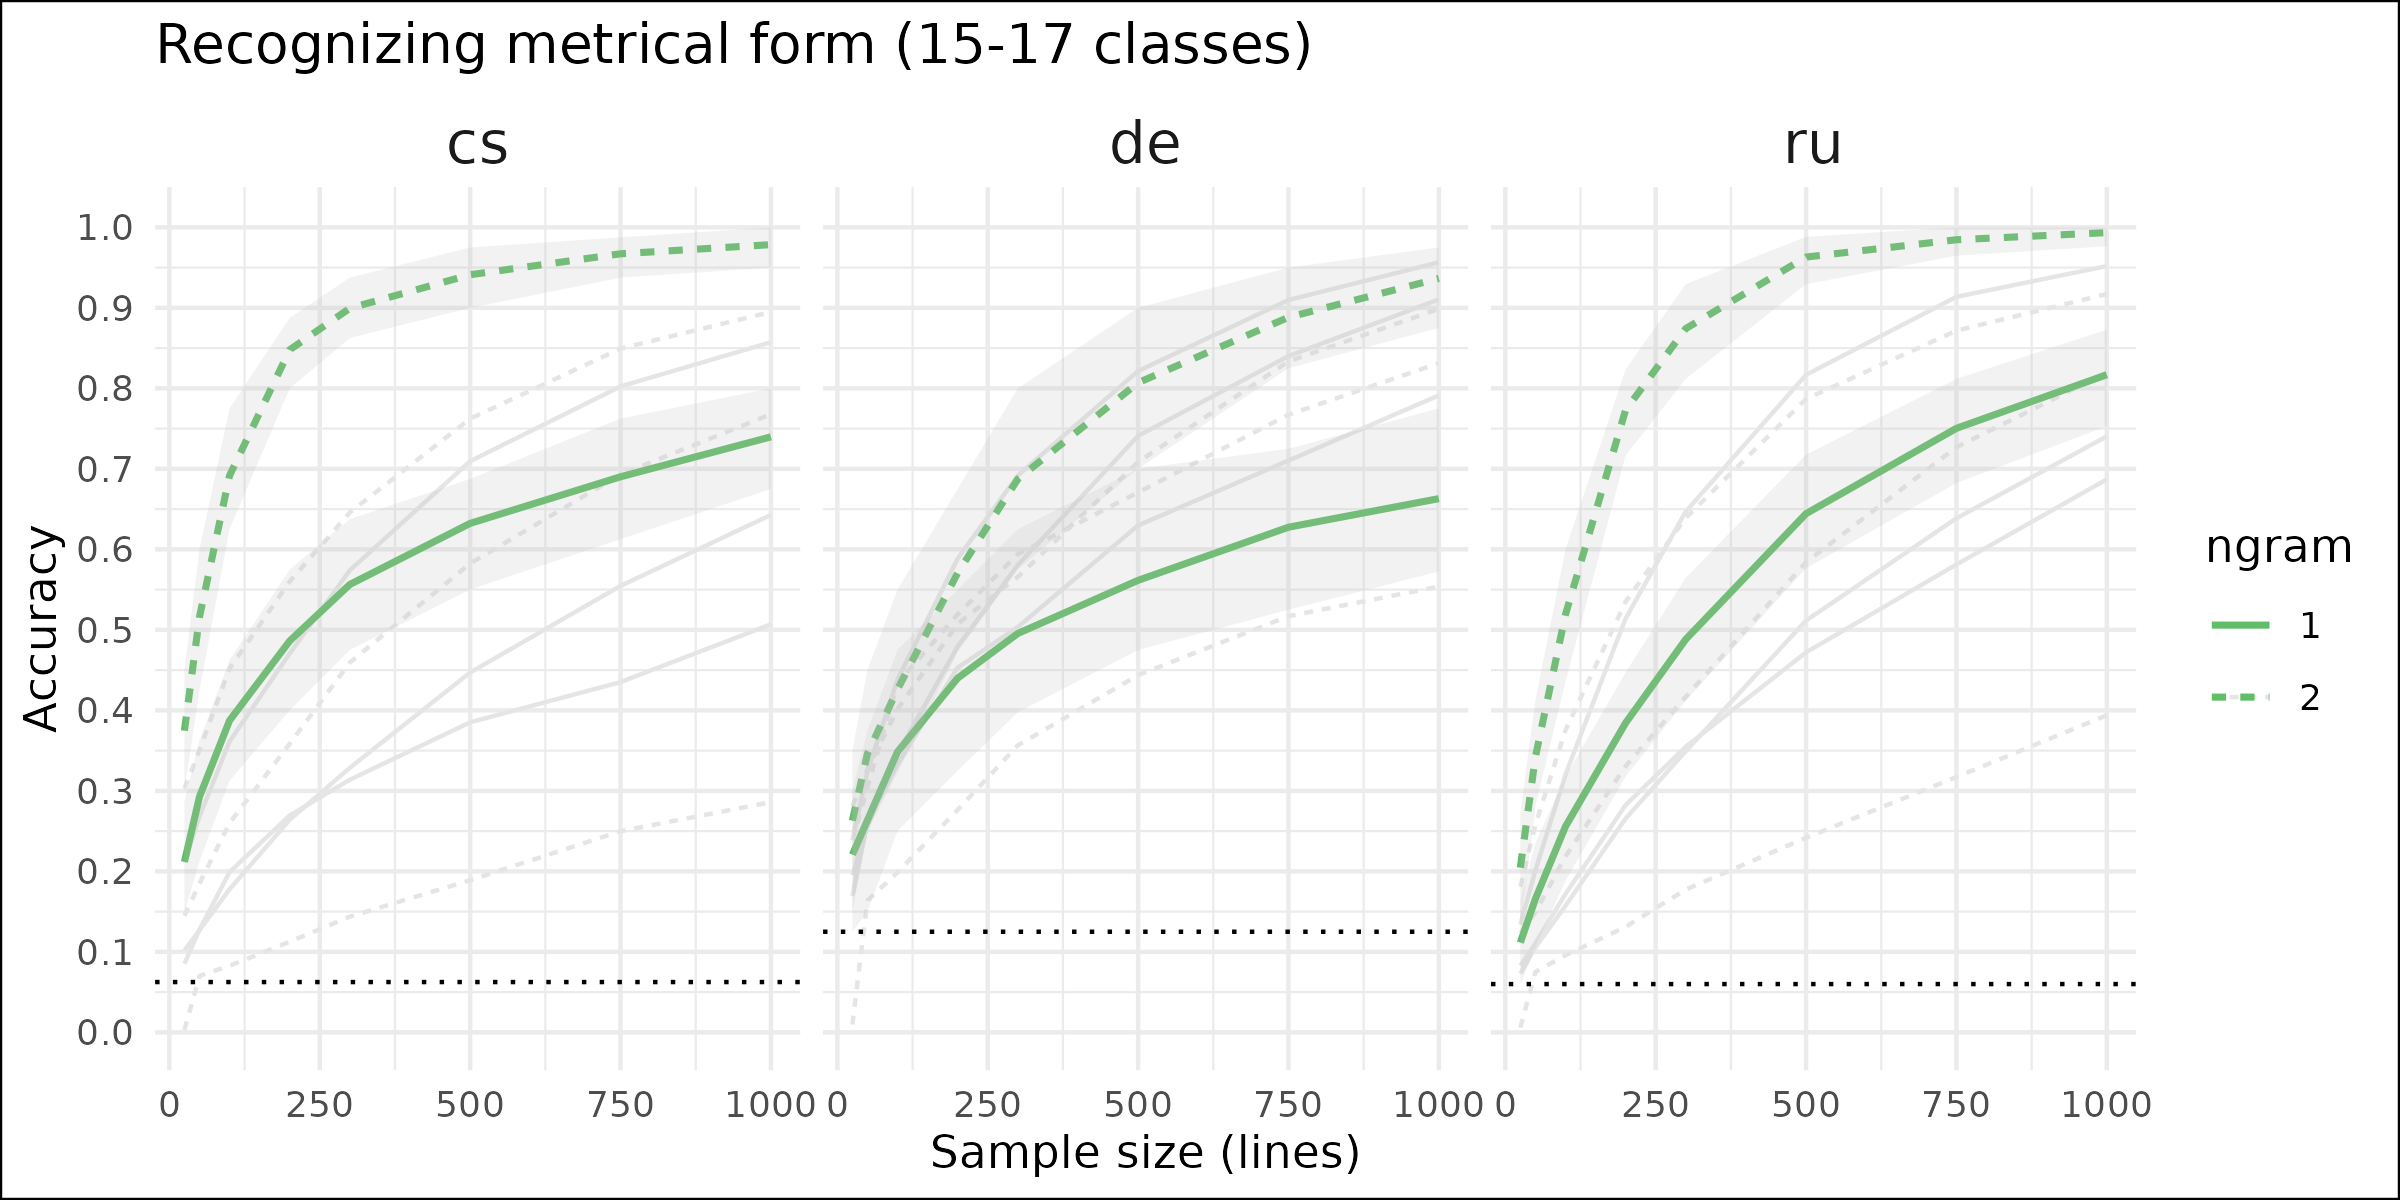 Recognizing metrical form (15-17 classes)
cs
de
ru
1.0
0.9
0.8
0.7
0.6
0.5
0.4
0.3
0.2
0.1
0.0
Accuracy
0 250 500 750 1000
0 250 500 750 1000
0 250 500 750 1000
Sample size (lines)
ngram
1
2